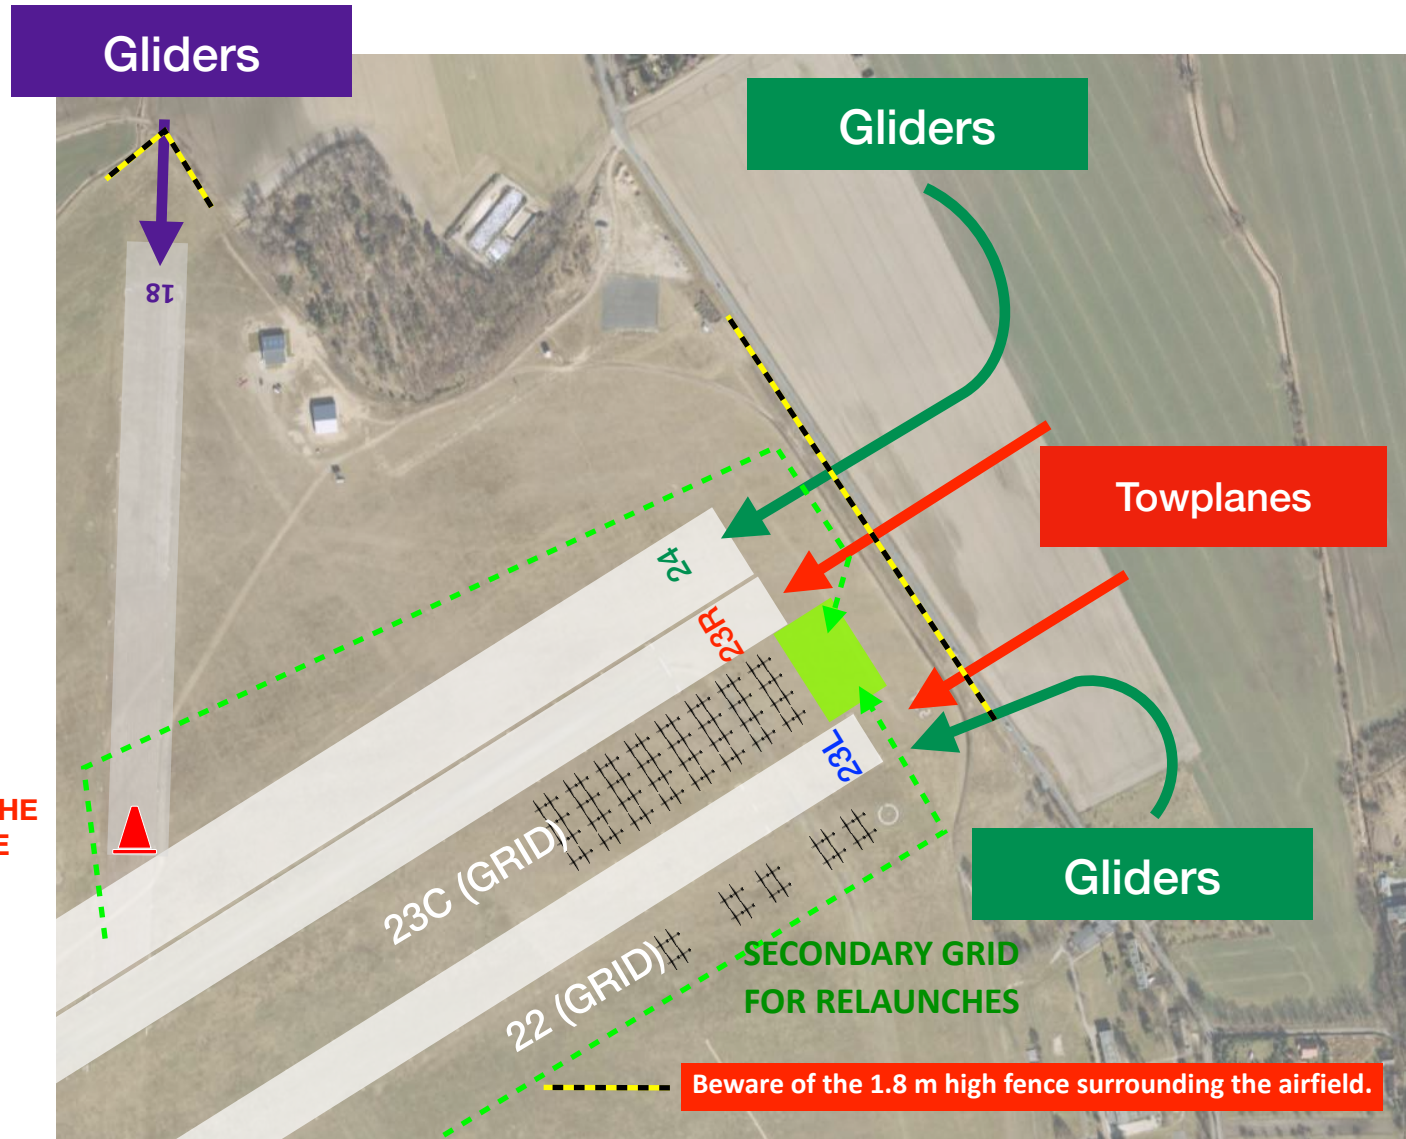 Gliders
Gliders
18
Towplanes
24
23R
23L
HE
E
23C (GRID)
Gliders
22 (GRID)
SECONDARY GRID
FOR RELAUNCHES
Beware of the 1.8 m high fence surrounding the airfield.